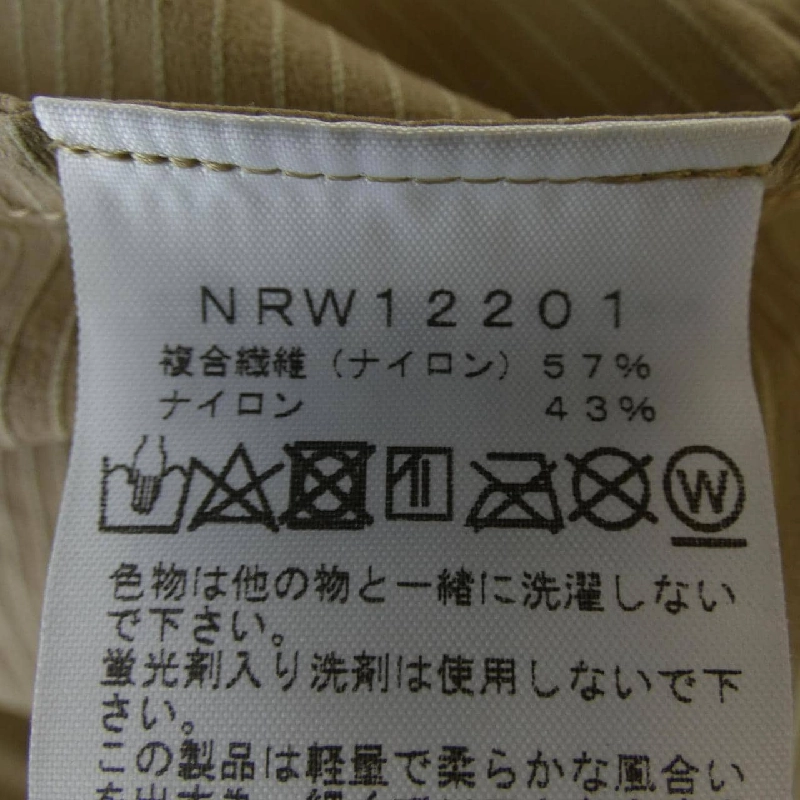 NRW12201
複合繊維（ナイロン）57%
ナイロン 43%
W
色物は他の物と一緒に洗濯しない
で下さい。
蛍光剤入り洗剤は使用しないで下
さい。
この製品は軽量で柔らかな風合い